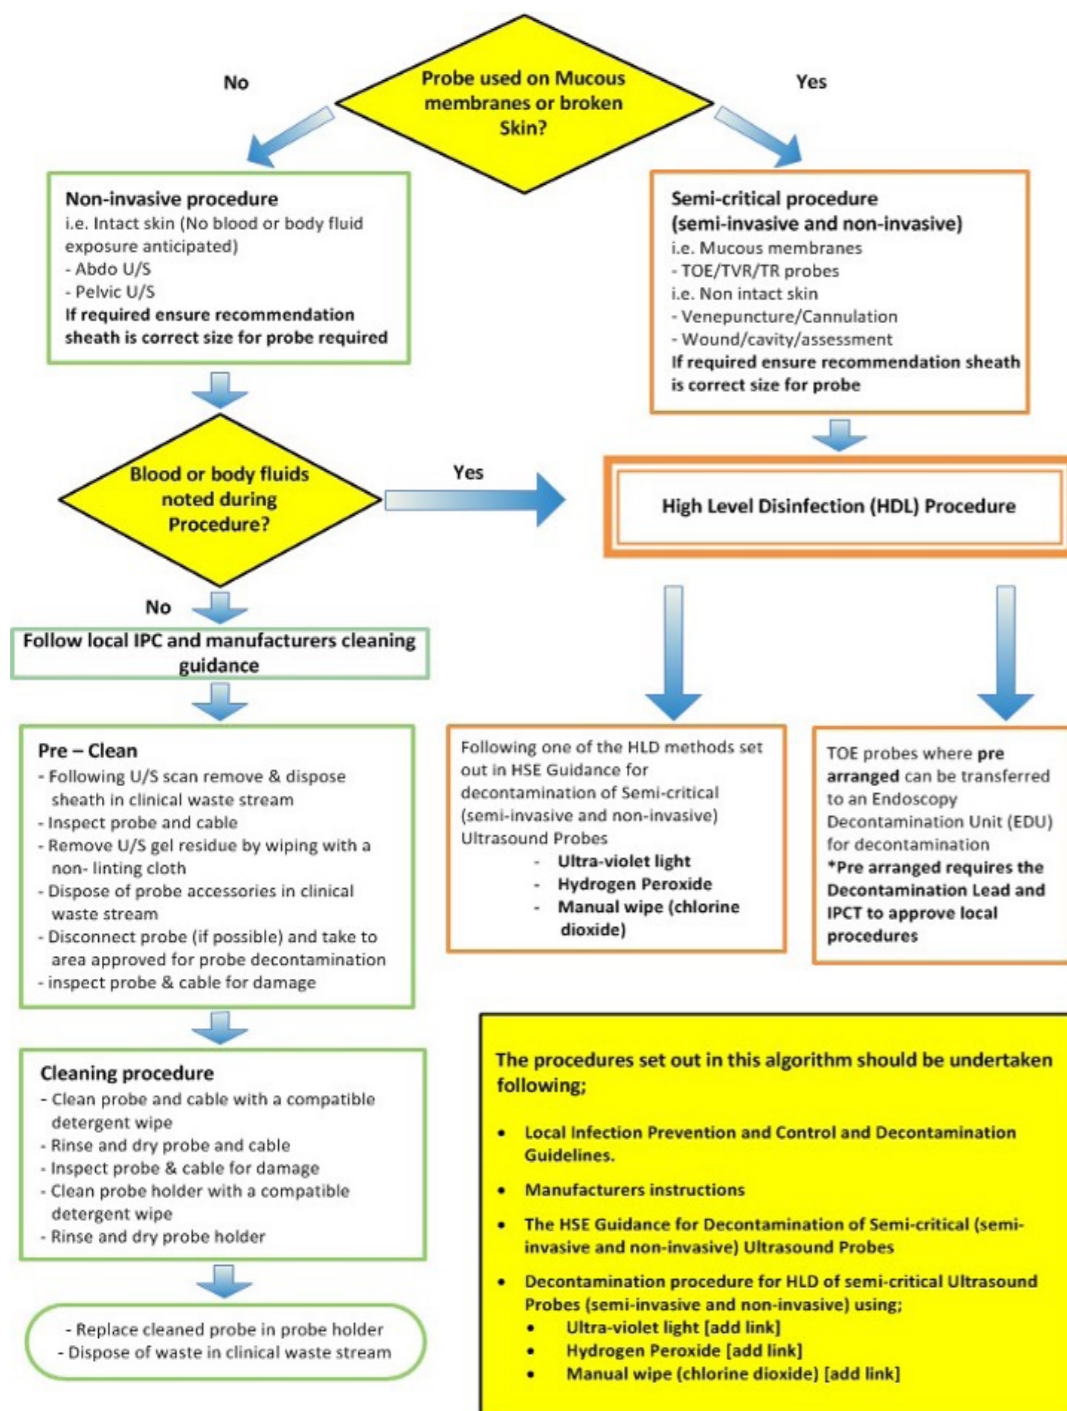 No
Probe used on Mucous
membranes or broken
Skin?
Yes
Non-invasive procedure
i.e. Intact skin (No blood or body fluid
exposure anticipated)
- Abdo U/S
- Pelvic U/S
If required ensure recommendation
sheath is correct size for probe required
Semi-critical procedure
(semi-invasive and non-invasive)
i.e. Mucous membranes
- TOE/TVR/TR probes
i.e. Non intact skin
- Venepuncture/Cannulation
- Wound/cavity/assessment
If required ensure recommendation sheath
is correct size for probe
Blood or body fluids
noted during
Procedure?
Yes
High Level Disinfection (HDL) Procedure
No
Follow local IPC and manufacturers cleaning
guidance
Pre – Clean
- Following U/S scan remove & dispose
sheath in clinical waste stream
- Inspect probe and cable
- Remove U/S gel residue by wiping with a
non- linting cloth
- Dispose of probe accessories in clinical
waste stream
- Disconnect probe (if possible) and take to
area approved for probe decontamination
- inspect probe & cable for damage
Following one of the HLD methods set
out in HSE Guidance for
decontamination of Semi-critical
(semi-invasive and non-invasive)
Ultrasound Probes
- Ultra-violet light
- Hydrogen Peroxide
- Manual wipe (chlorine
dioxide)
TOE probes where pre
arranged can be transferred
to an Endoscopy
Decontamination Unit (EDU)
for decontamination
*Pre arranged requires the
Decontamination Lead and
IPCT to approve local
procedures
Cleaning procedure
- Clean probe and cable with a compatible
detergent wipe
- Rinse and dry probe and cable
- Inspect probe & cable for damage
- Clean probe holder with a compatible
detergent wipe
- Rinse and dry probe holder
- Replace cleaned probe in probe holder
- Dispose of waste in clinical waste stream
The procedures set out in this algorithm should be undertaken
following;
• Local Infection Prevention and Control and Decontamination
Guidelines.
• Manufacturers instructions
• The HSE Guidance for Decontamination of Semi-critical (semi-
invasive and non-invasive) Ultrasound Probes
• Decontamination procedure for HLD of semi-critical Ultrasound
Probes (semi-invasive and non-invasive) using;
• Ultra-violet light [add link]
• Hydrogen Peroxide [add link]
• Manual wipe (chlorine dioxide) [add link]